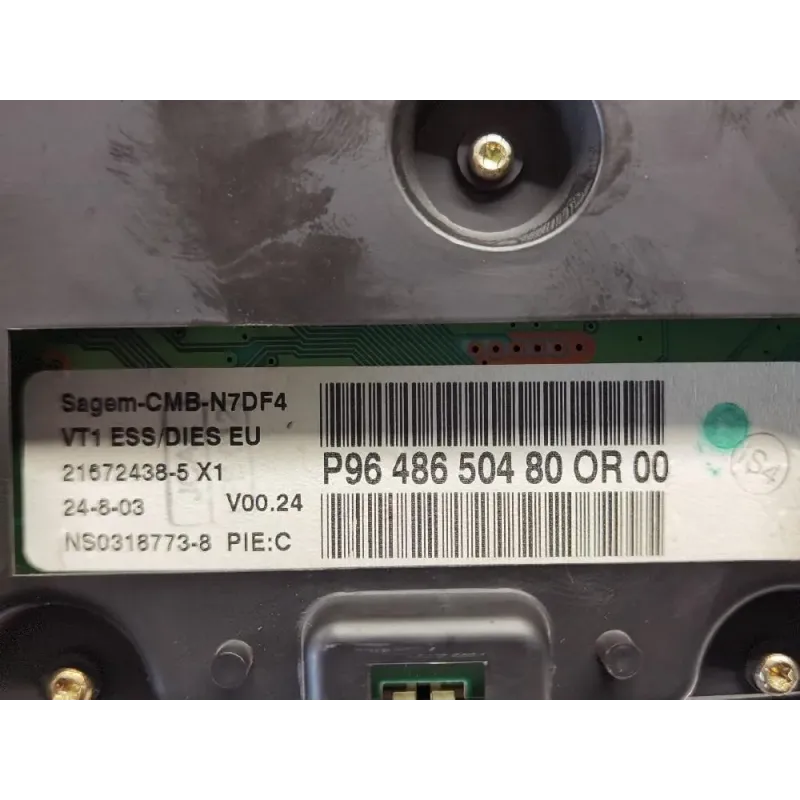 Sagem-CMB-N7DF4
VT1 ESS/DIES EU
21672438-5 X1
24-6-03 V00.24
NS0318773-8 PIE:C
P96 486 504 80 OR 00
S4